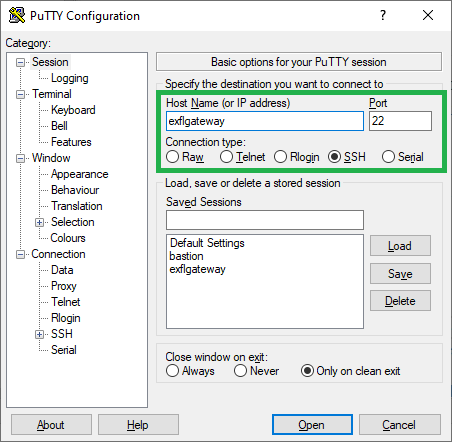 PuTTY Configuration
Category:
Session
Logging
Terminal
Keyboard
Bell
Features
Window
Appearance
Behaviour
Translation
Selection
Colours
Connection
Data
Proxy
Telnet
Rlogin
SSH
Serial
Basic options for your PuTTY session
Specify the destination you want to connect to
Host Name (or IP address) Port
exflgateway 22
Connection type:
Raw Telnet Rlogin SSH Serial
Load, save or delete a stored session
Saved Sessions
Default Settings
bastion
exflgateway
Load
Save
Delete
Close window on exit:
Always Never Only on clean exit
About Help Open Cancel